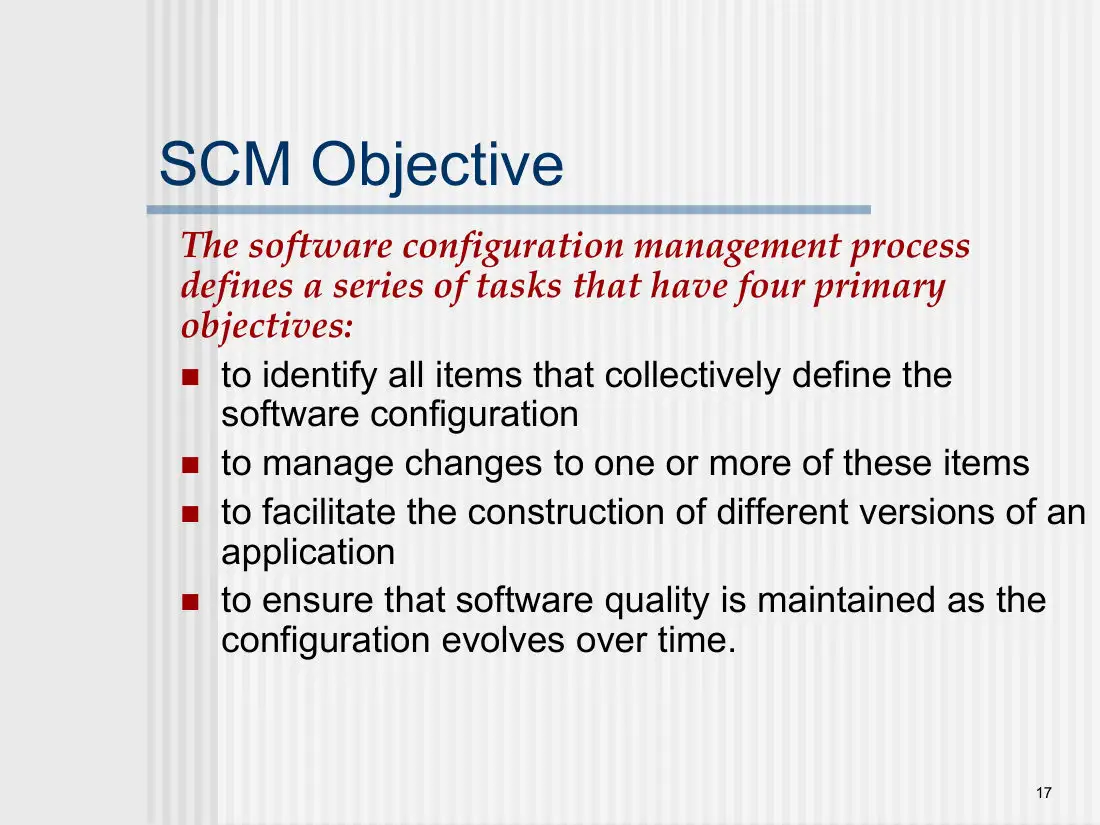 SCM Objective
The software configuration management process
defines a series of tasks that have four primary
objectives:
to identify all items that collectively define the
software configuration
to manage changes to one or more of these items
to facilitate the construction of different versions of an
application
to ensure that software quality is maintained as the
configuration evolves over time.
17